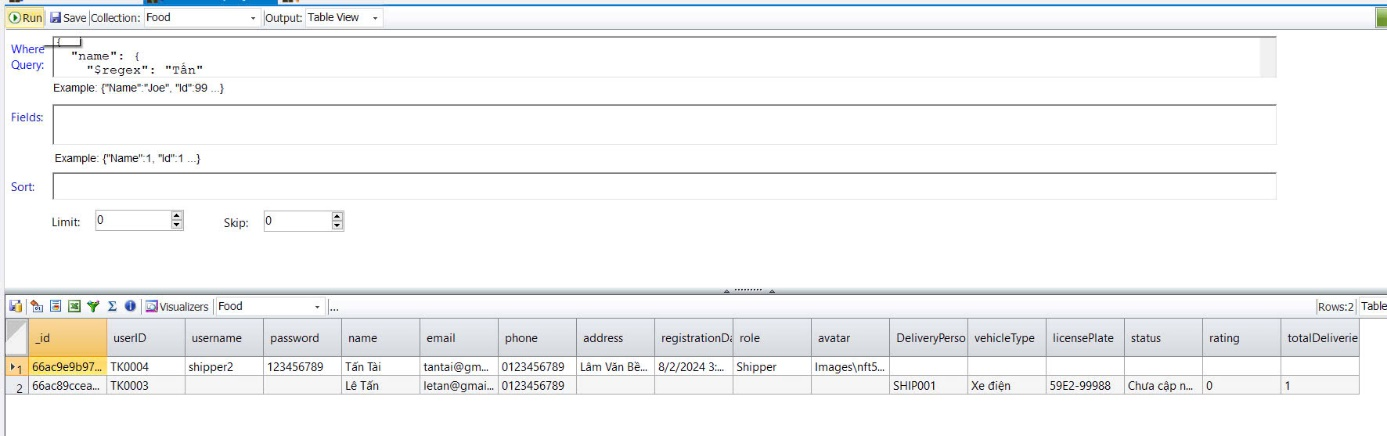 Run Save Collection: Food Output: Table View
Where Query: {
"name": {
"$regex": "Tấn"
Example: {"Name":"Joe", "Id":99 ...}
Fields:
Example: {"Name":1, "Id":1 ...}
Sort:
Limit: 0 Skip: 0
Visualizers Food ... Rows:2 Table
_id userID username password name email phone address registrationDa role avatar DeliveryPerso vehicleType licensePlate status rating totalDeliverie
1 66ac9e9b97... TK0004 shipper2 123456789 Tấn Tài tantai@gm... 0123456789 Lâm Văn Bề... 8/2/2024 3:... Shipper Images\nft5...
2 66ac89ccea... TK0003 Lê Tấn letan@gmai... 0123456789 SHIP001 Xe điện 59E2-99988 Chưa cập n... 0 1